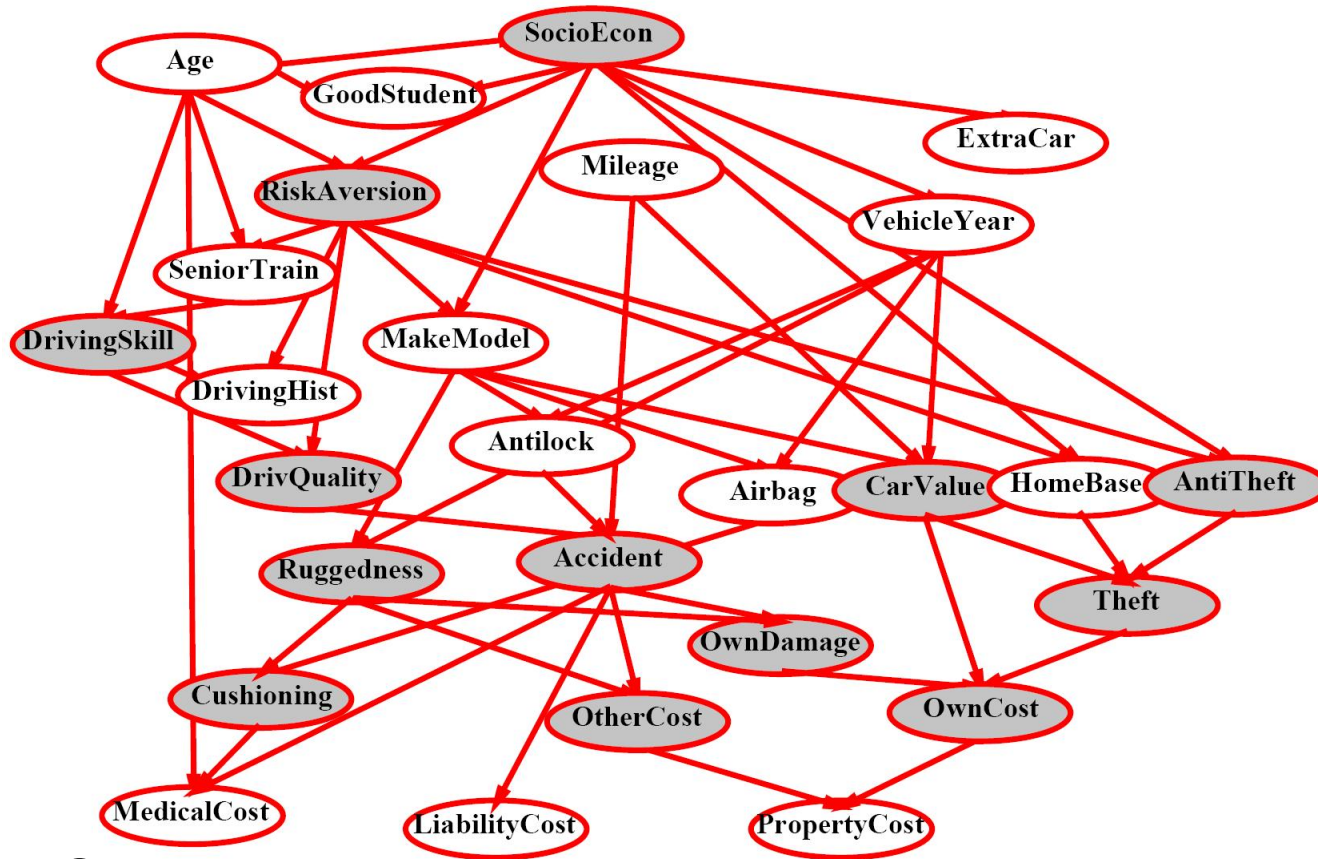 SocioEcon
Age
GoodStudent
ExtraCar
Mileage
RiskAversion
VehicleYear
SeniorTrain
DrivingSkill
MakeModel
DrivingHist
Antilock
DrivQuality
Airbag
CarValue
HomeBase
AntiTheft
Ruggedness
Accident
Theft
OwnDamage
Cushioning
OtherCost
OwnCost
MedicalCost
LiabilityCost
PropertyCost